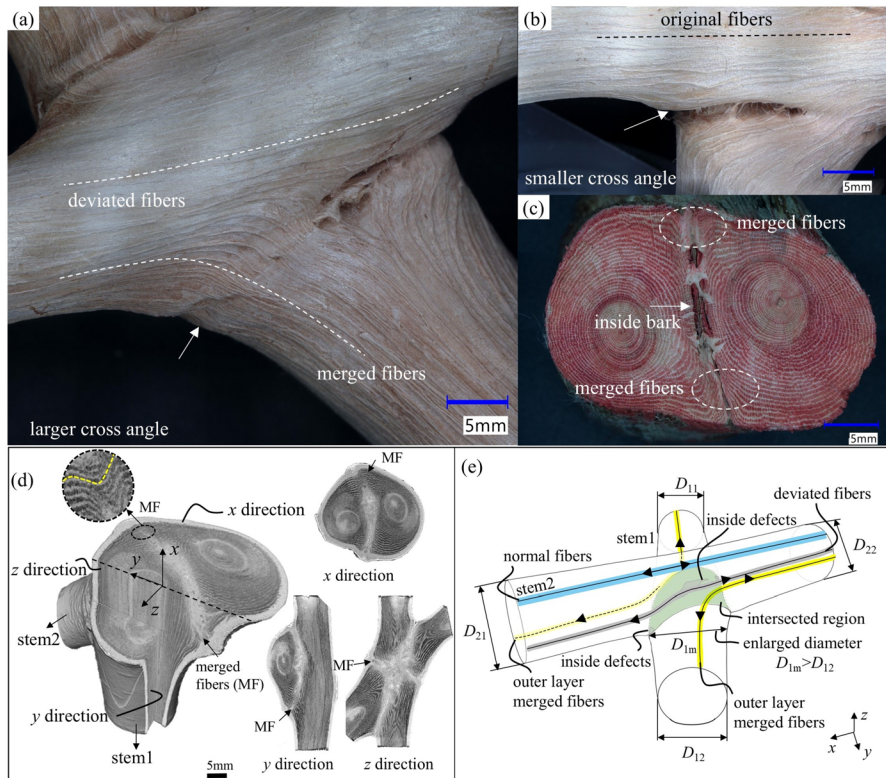 (a)
deviated fibers
merged fibers
larger cross angle
5mm
(b)
original fibers
smaller cross angle
5mm
(c)
merged fibers
inside bark
merged fibers
5mm
(d)
MF
x direction
z direction
x
y
z
stem2
merged
fibers (MF)
y direction
stem1
5mm
MF
x direction
MF
MF
y direction
z direction
(e)
D11
deviated fibers
inside defects
stem1
normal fibers
D22
stem2
D21
intersected region
D1m
enlarged diameter
D1m>D12
inside defects
outer layer
merged fibers
outer layer
merged fibers
D12
z
x
y